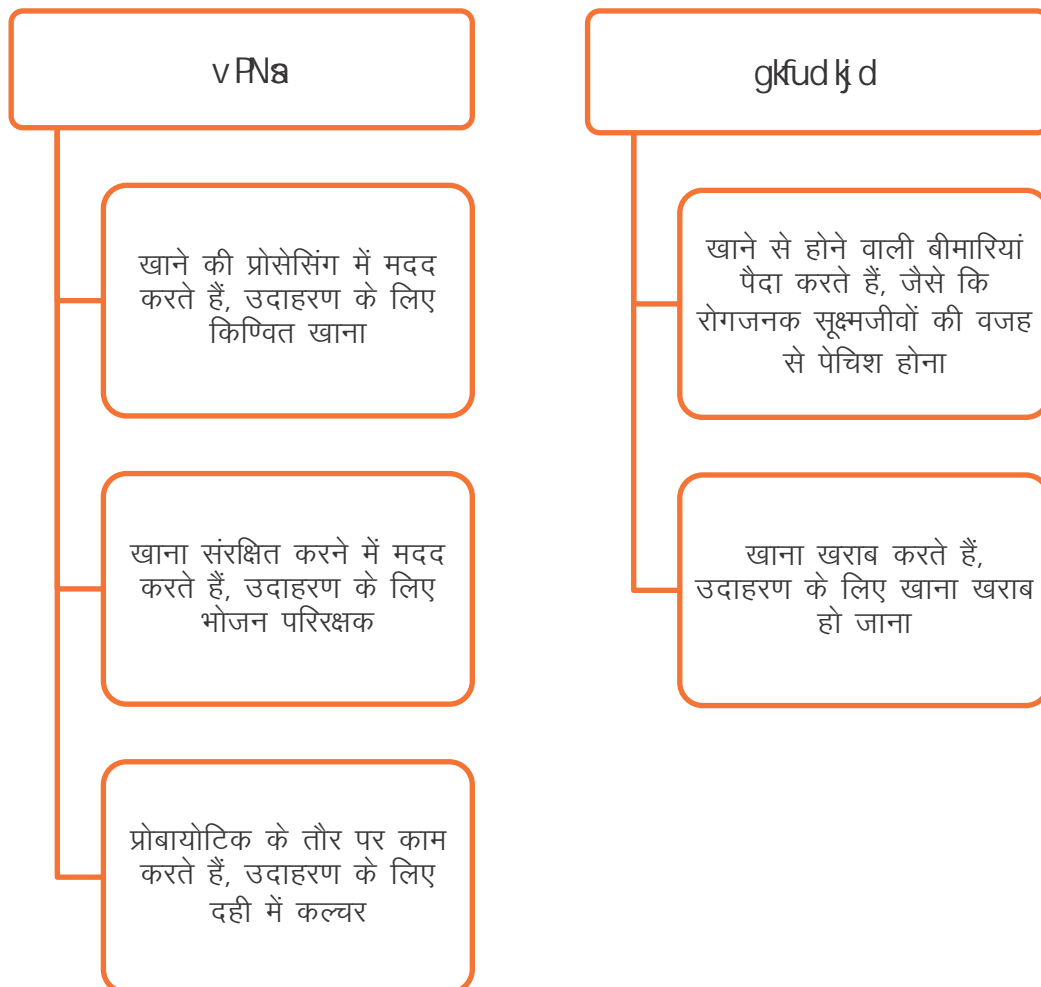 vPNsa
खाने की प्रोसेसिंग में मदद
करते हैं, उदाहरण के लिए
किण्वित खाना
खाना संरक्षित करने में मदद
करते हैं, उदाहरण के लिए
भोजन परिरक्षक
प्रोबायोटिक के तौर पर काम
करते हैं, उदाहरण के लिए
दही में कल्चर
gkfudkjd
खाने से होने वाली बीमारियां
पैदा करते हैं, जैसे कि
रोगजनक सूक्ष्मजीवों की वजह
से पेचिश होना
खाना खराब करते हैं,
उदाहरण के लिए खाना खराब
हो जाना